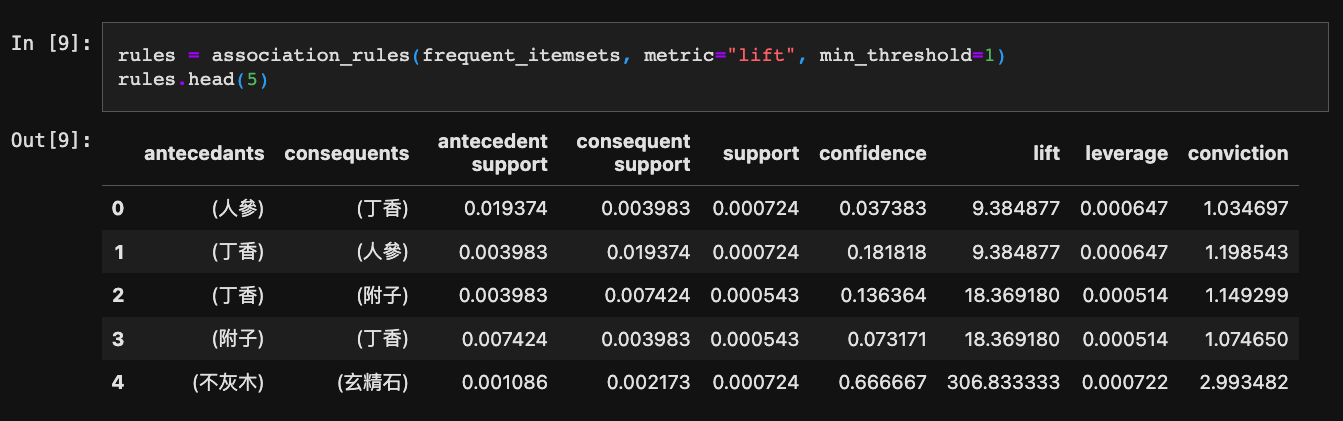 In [9]:
rules = association_rules(frequent_itemsets, metric="lift", min_threshold=1)
rules.head(5)
Out[9]:
antecedants consequents antecedent support consequent support support confidence lift leverage conviction
0 (人參) (丁香) 0.019374 0.003983 0.000724 0.037383 9.384877 0.000647 1.034697
1 (丁香) (人參) 0.003983 0.019374 0.000724 0.181818 9.384877 0.000647 1.198543
2 (丁香) (附子) 0.003983 0.007424 0.000543 0.136364 18.369180 0.000514 1.149299
3 (附子) (丁香) 0.007424 0.003983 0.000543 0.073171 18.369180 0.000514 1.074650
4 (不灰木) (玄精石) 0.001086 0.002173 0.000724 0.666667 306.833333 0.000722 2.993482